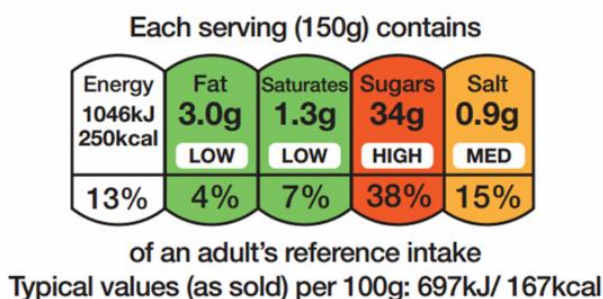 Each serving (150g) contains
Energy Fat Saturates Sugars Salt
1046kJ 3.0g 1.3g 34g 0.9g
250kcal
LOW LOW HIGH MED
13% 4% 7% 38% 15%
of an adult's reference intake
Typical values (as sold) per 100g: 697kJ/ 167kcal